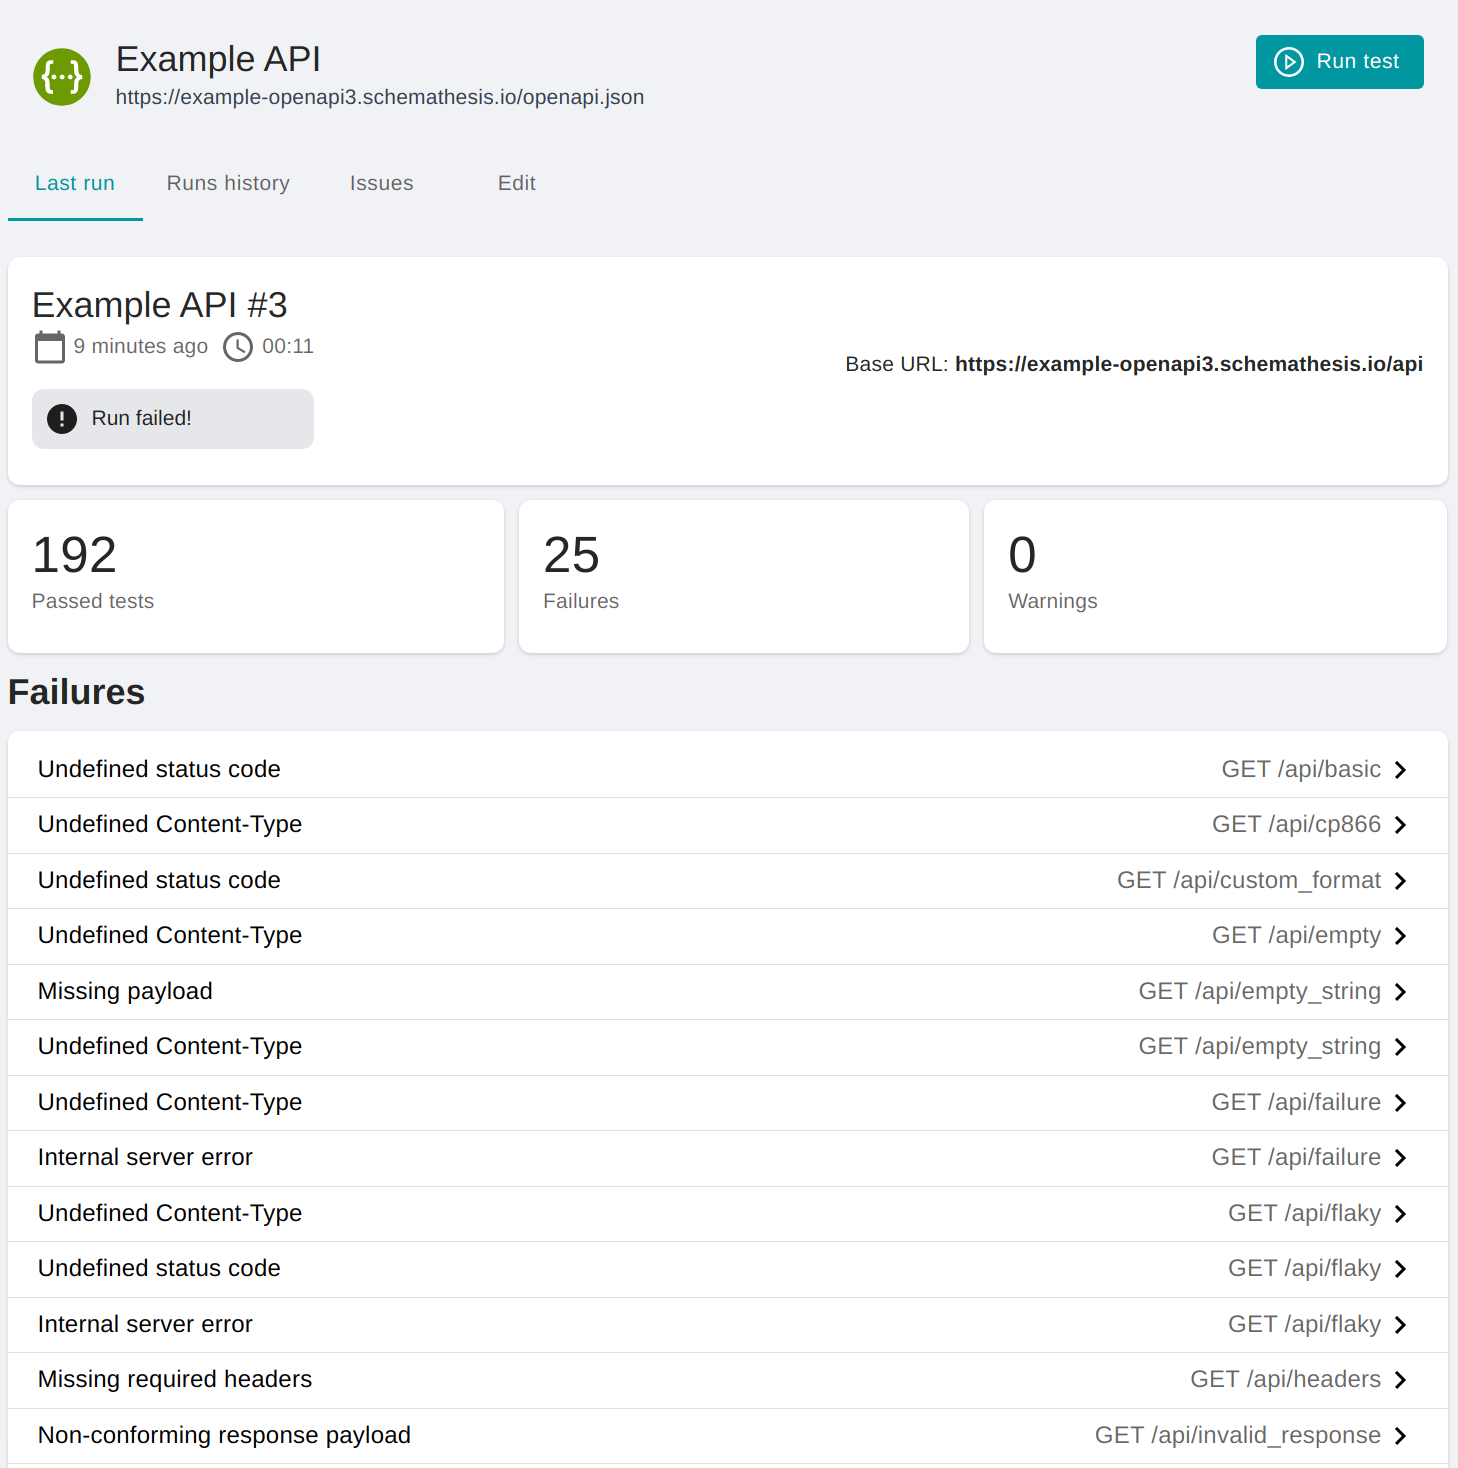 Example API
https://example-openapi3.schemathesis.io/openapi.json
Run test
Last run Runs history Issues Edit
Example API #3
9 minutes ago 00:11
Base URL: https://example-openapi3.schemathesis.io/api
Run failed!
192
Passed tests
25
Failures
0
Warnings
Failures
Undefined status code GET /api/basic
Undefined Content-Type GET /api/cp866
Undefined status code GET /api/custom_format
Undefined Content-Type GET /api/empty
Missing payload GET /api/empty_string
Undefined Content-Type GET /api/empty_string
Undefined Content-Type GET /api/failure
Internal server error GET /api/failure
Undefined Content-Type GET /api/flaky
Undefined status code GET /api/flaky
Internal server error GET /api/flaky
Missing required headers GET /api/headers
Non-conforming response payload GET /api/invalid_response